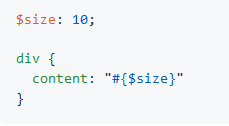 $size: 10;
div {
content: "#{$size}"
}